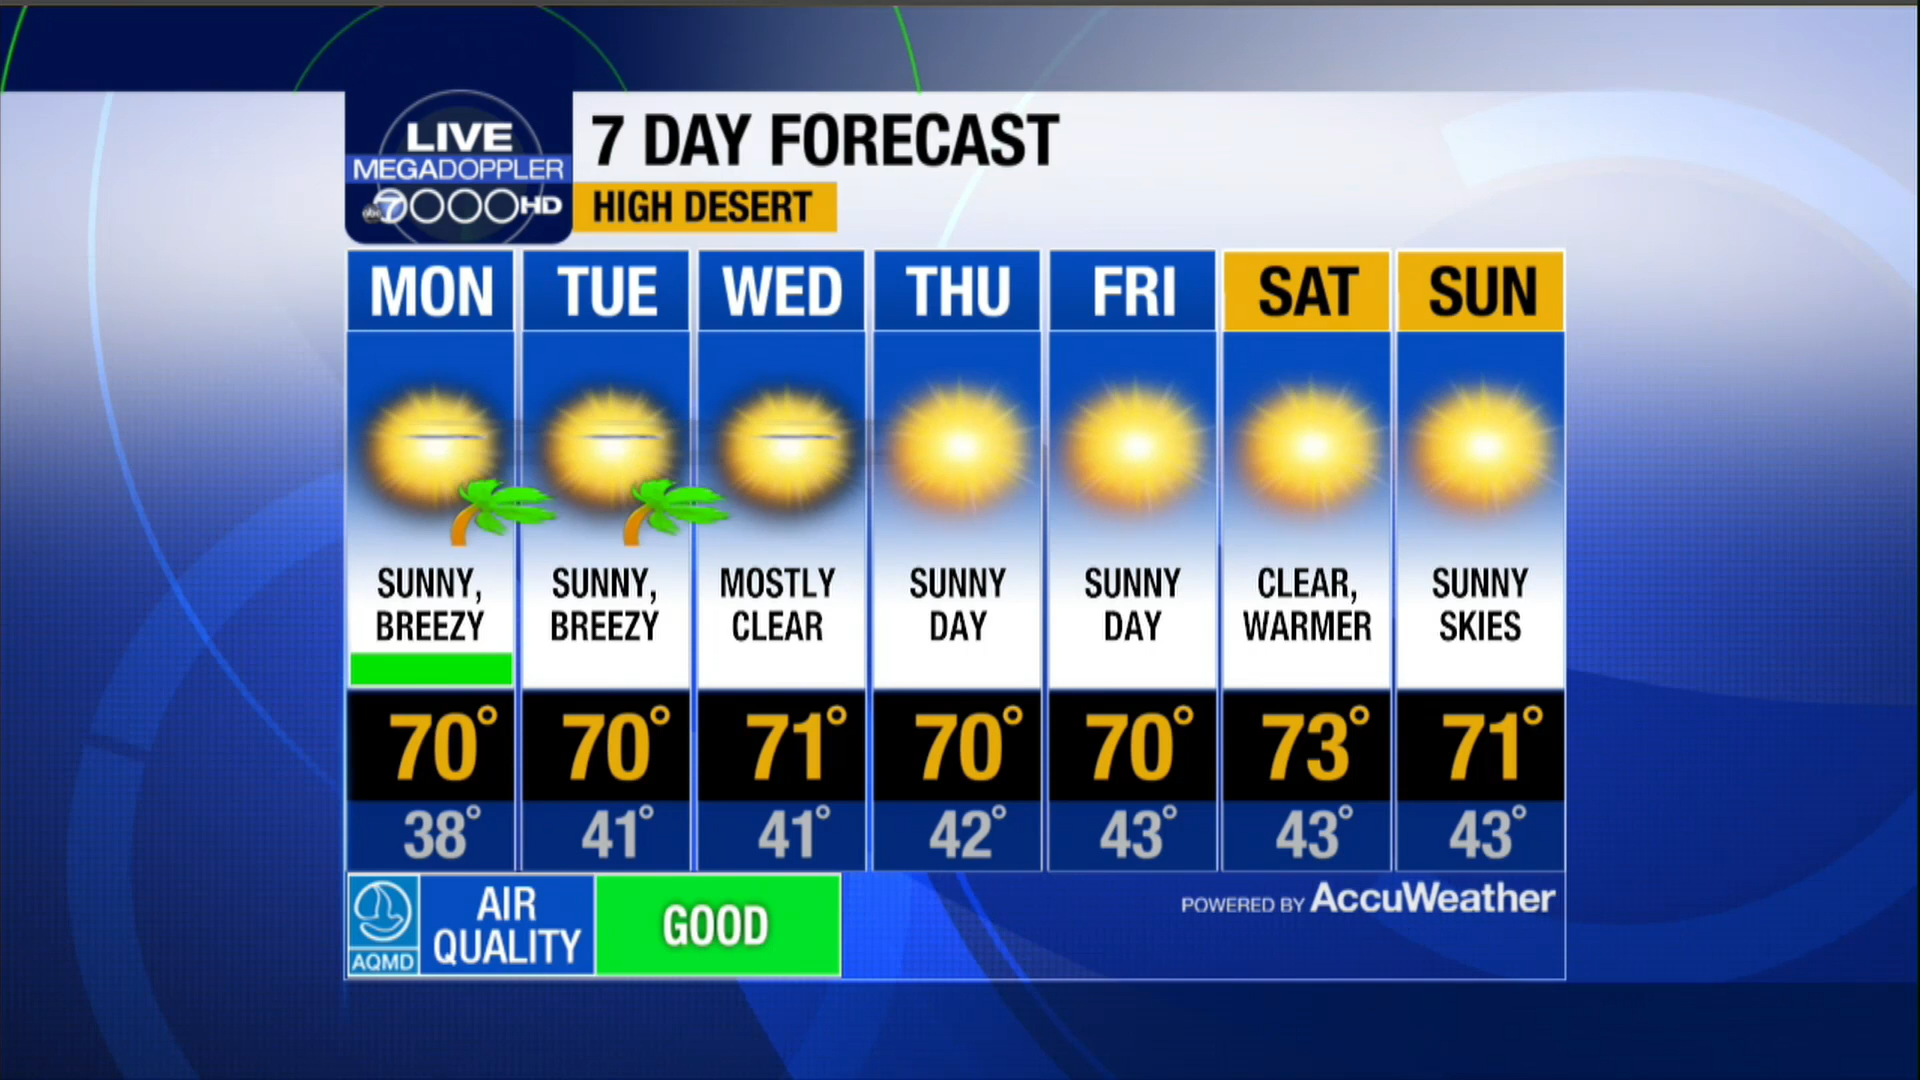 LIVE
MEGADOPPLER
abc 7000HD
7 DAY FORECAST
HIGH DESERT
MON TUE WED THU FRI SAT SUN
SUNNY, SUNNY, MOSTLY SUNNY SUNNY CLEAR, SUNNY
BREEZY BREEZY CLEAR DAY DAY WARMER SKIES
70° 70° 71° 70° 70° 73° 71°
38° 41° 41° 42° 43° 43° 43°
AQMD
AIR
QUALITY
GOOD
POWERED BY AccuWeather